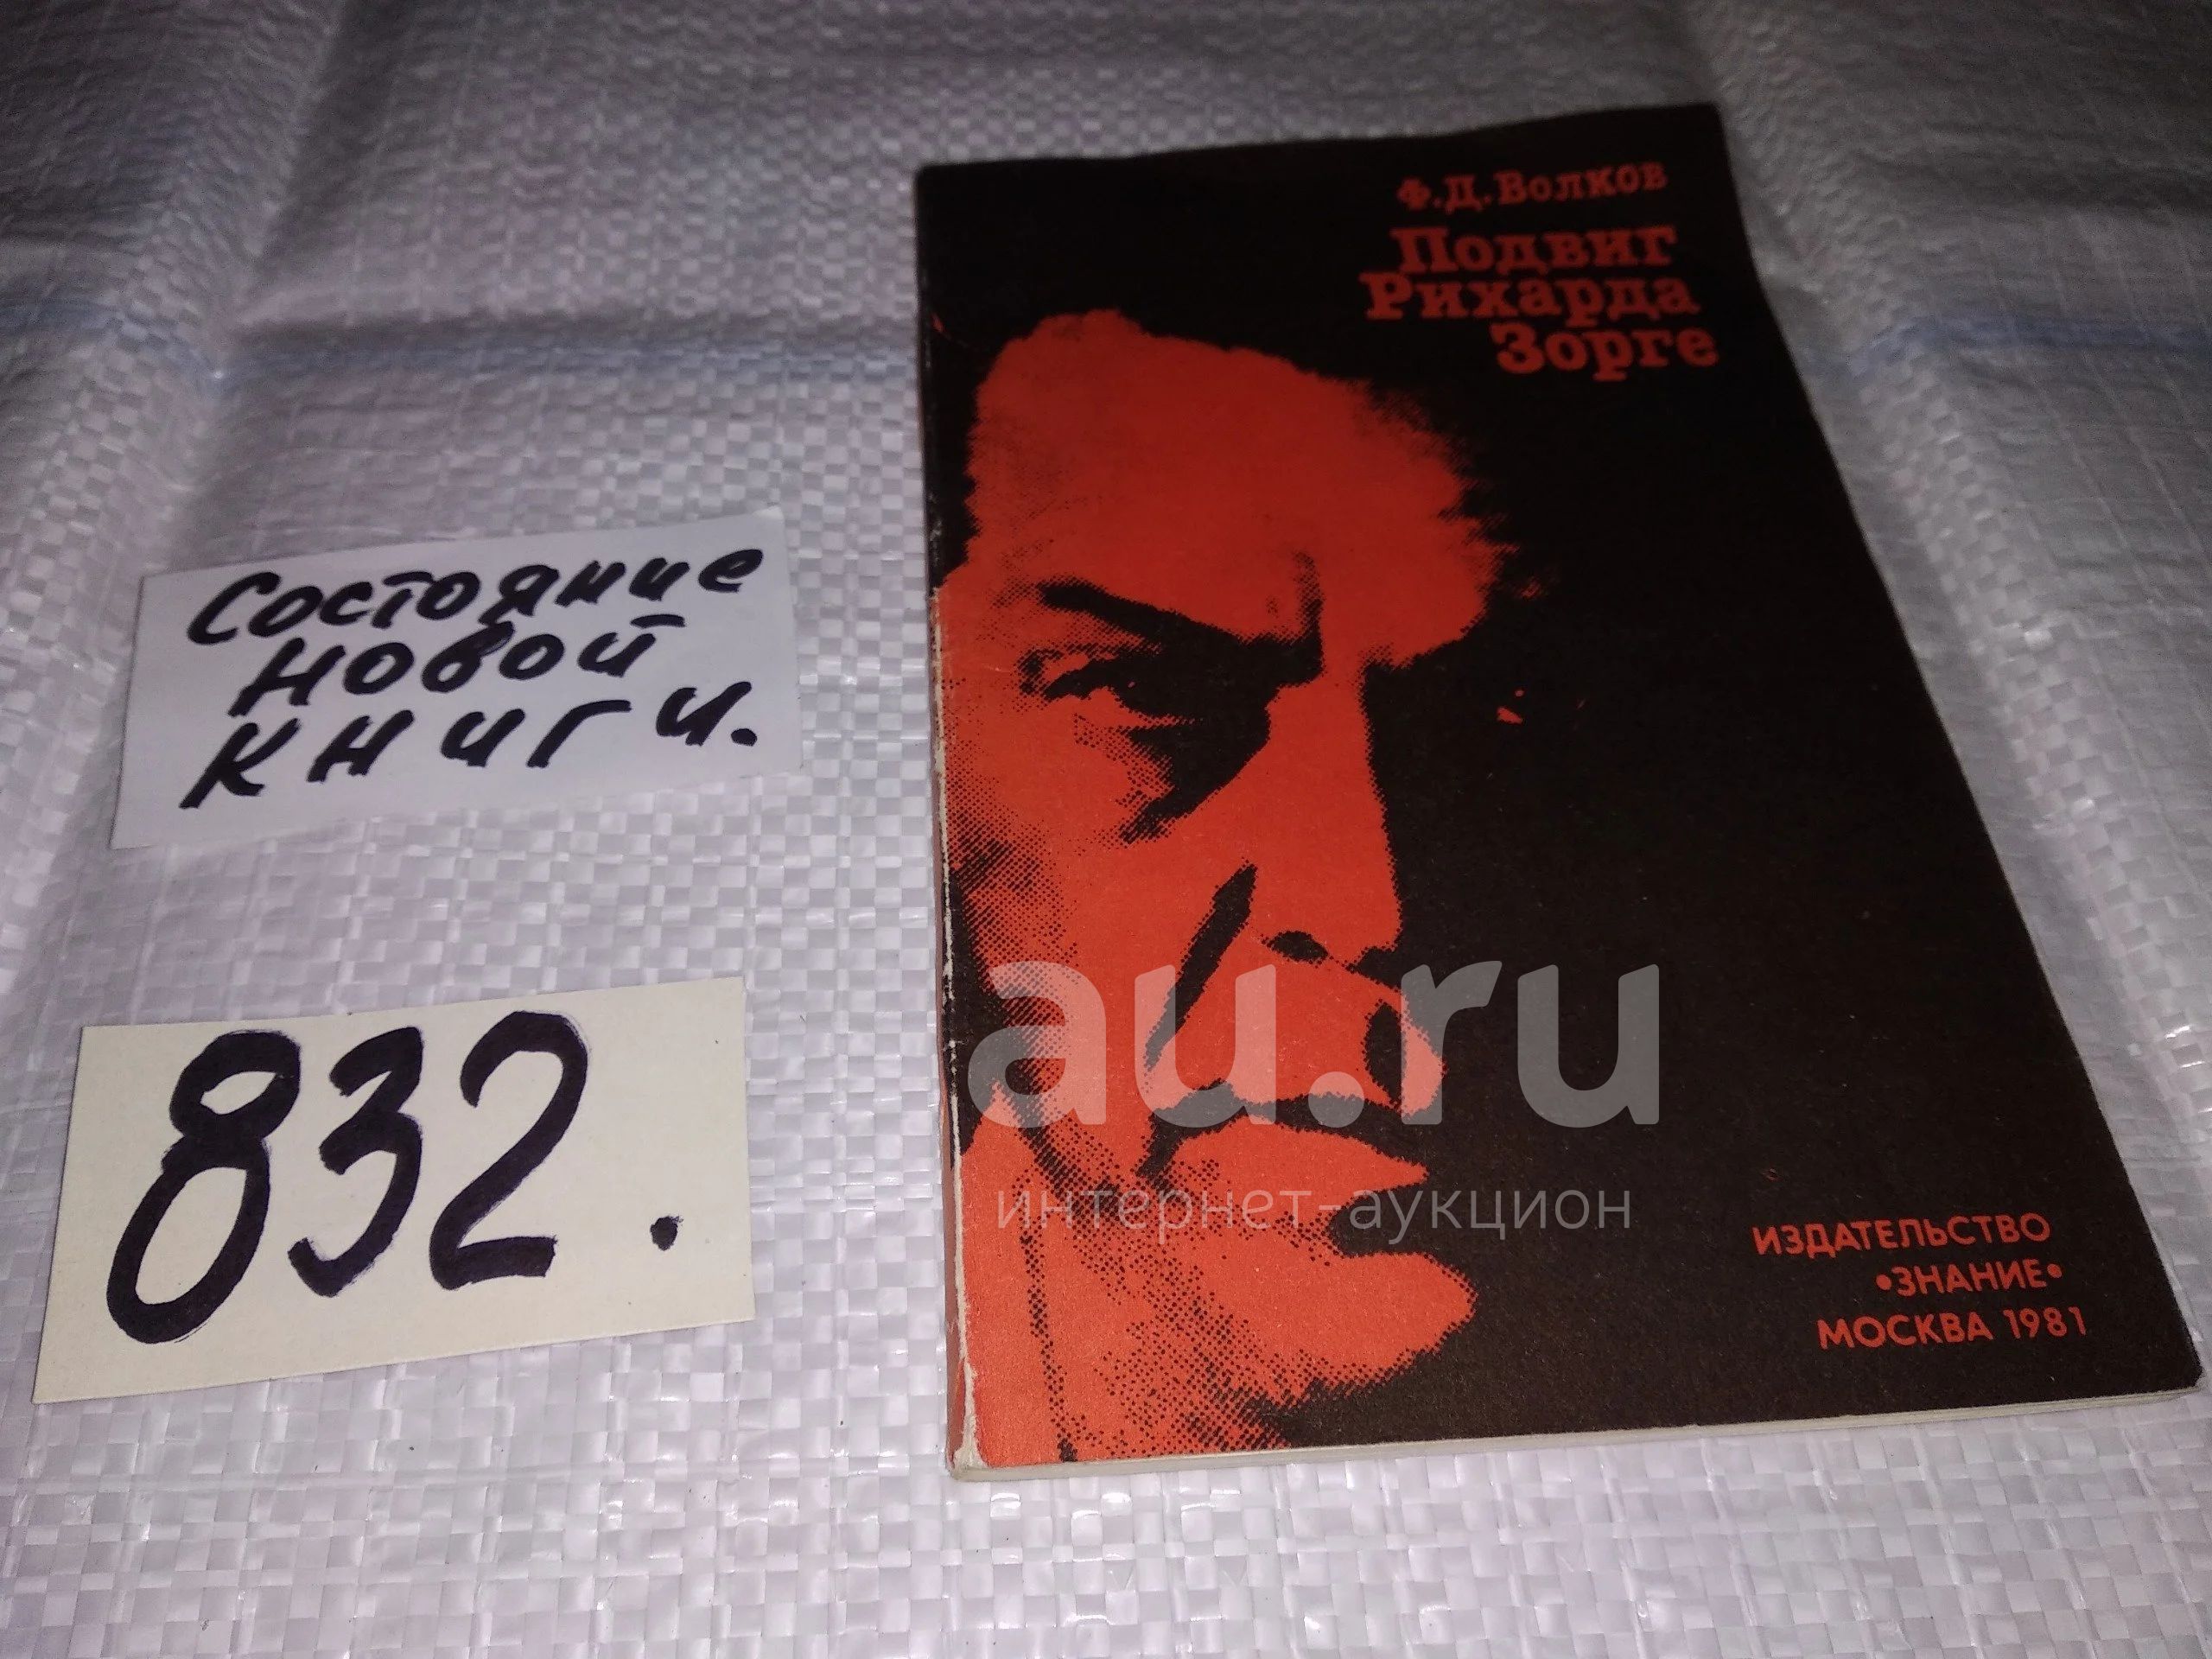 Состояние
новой
книги.
832.
Ф.Д.Волков
Подвиг
Рихарда
Зорге
au.ru
интернет-аукцион
ИЗДАТЕЛЬСТВО
•ЗНАНИЕ•
МОСКВА 1981